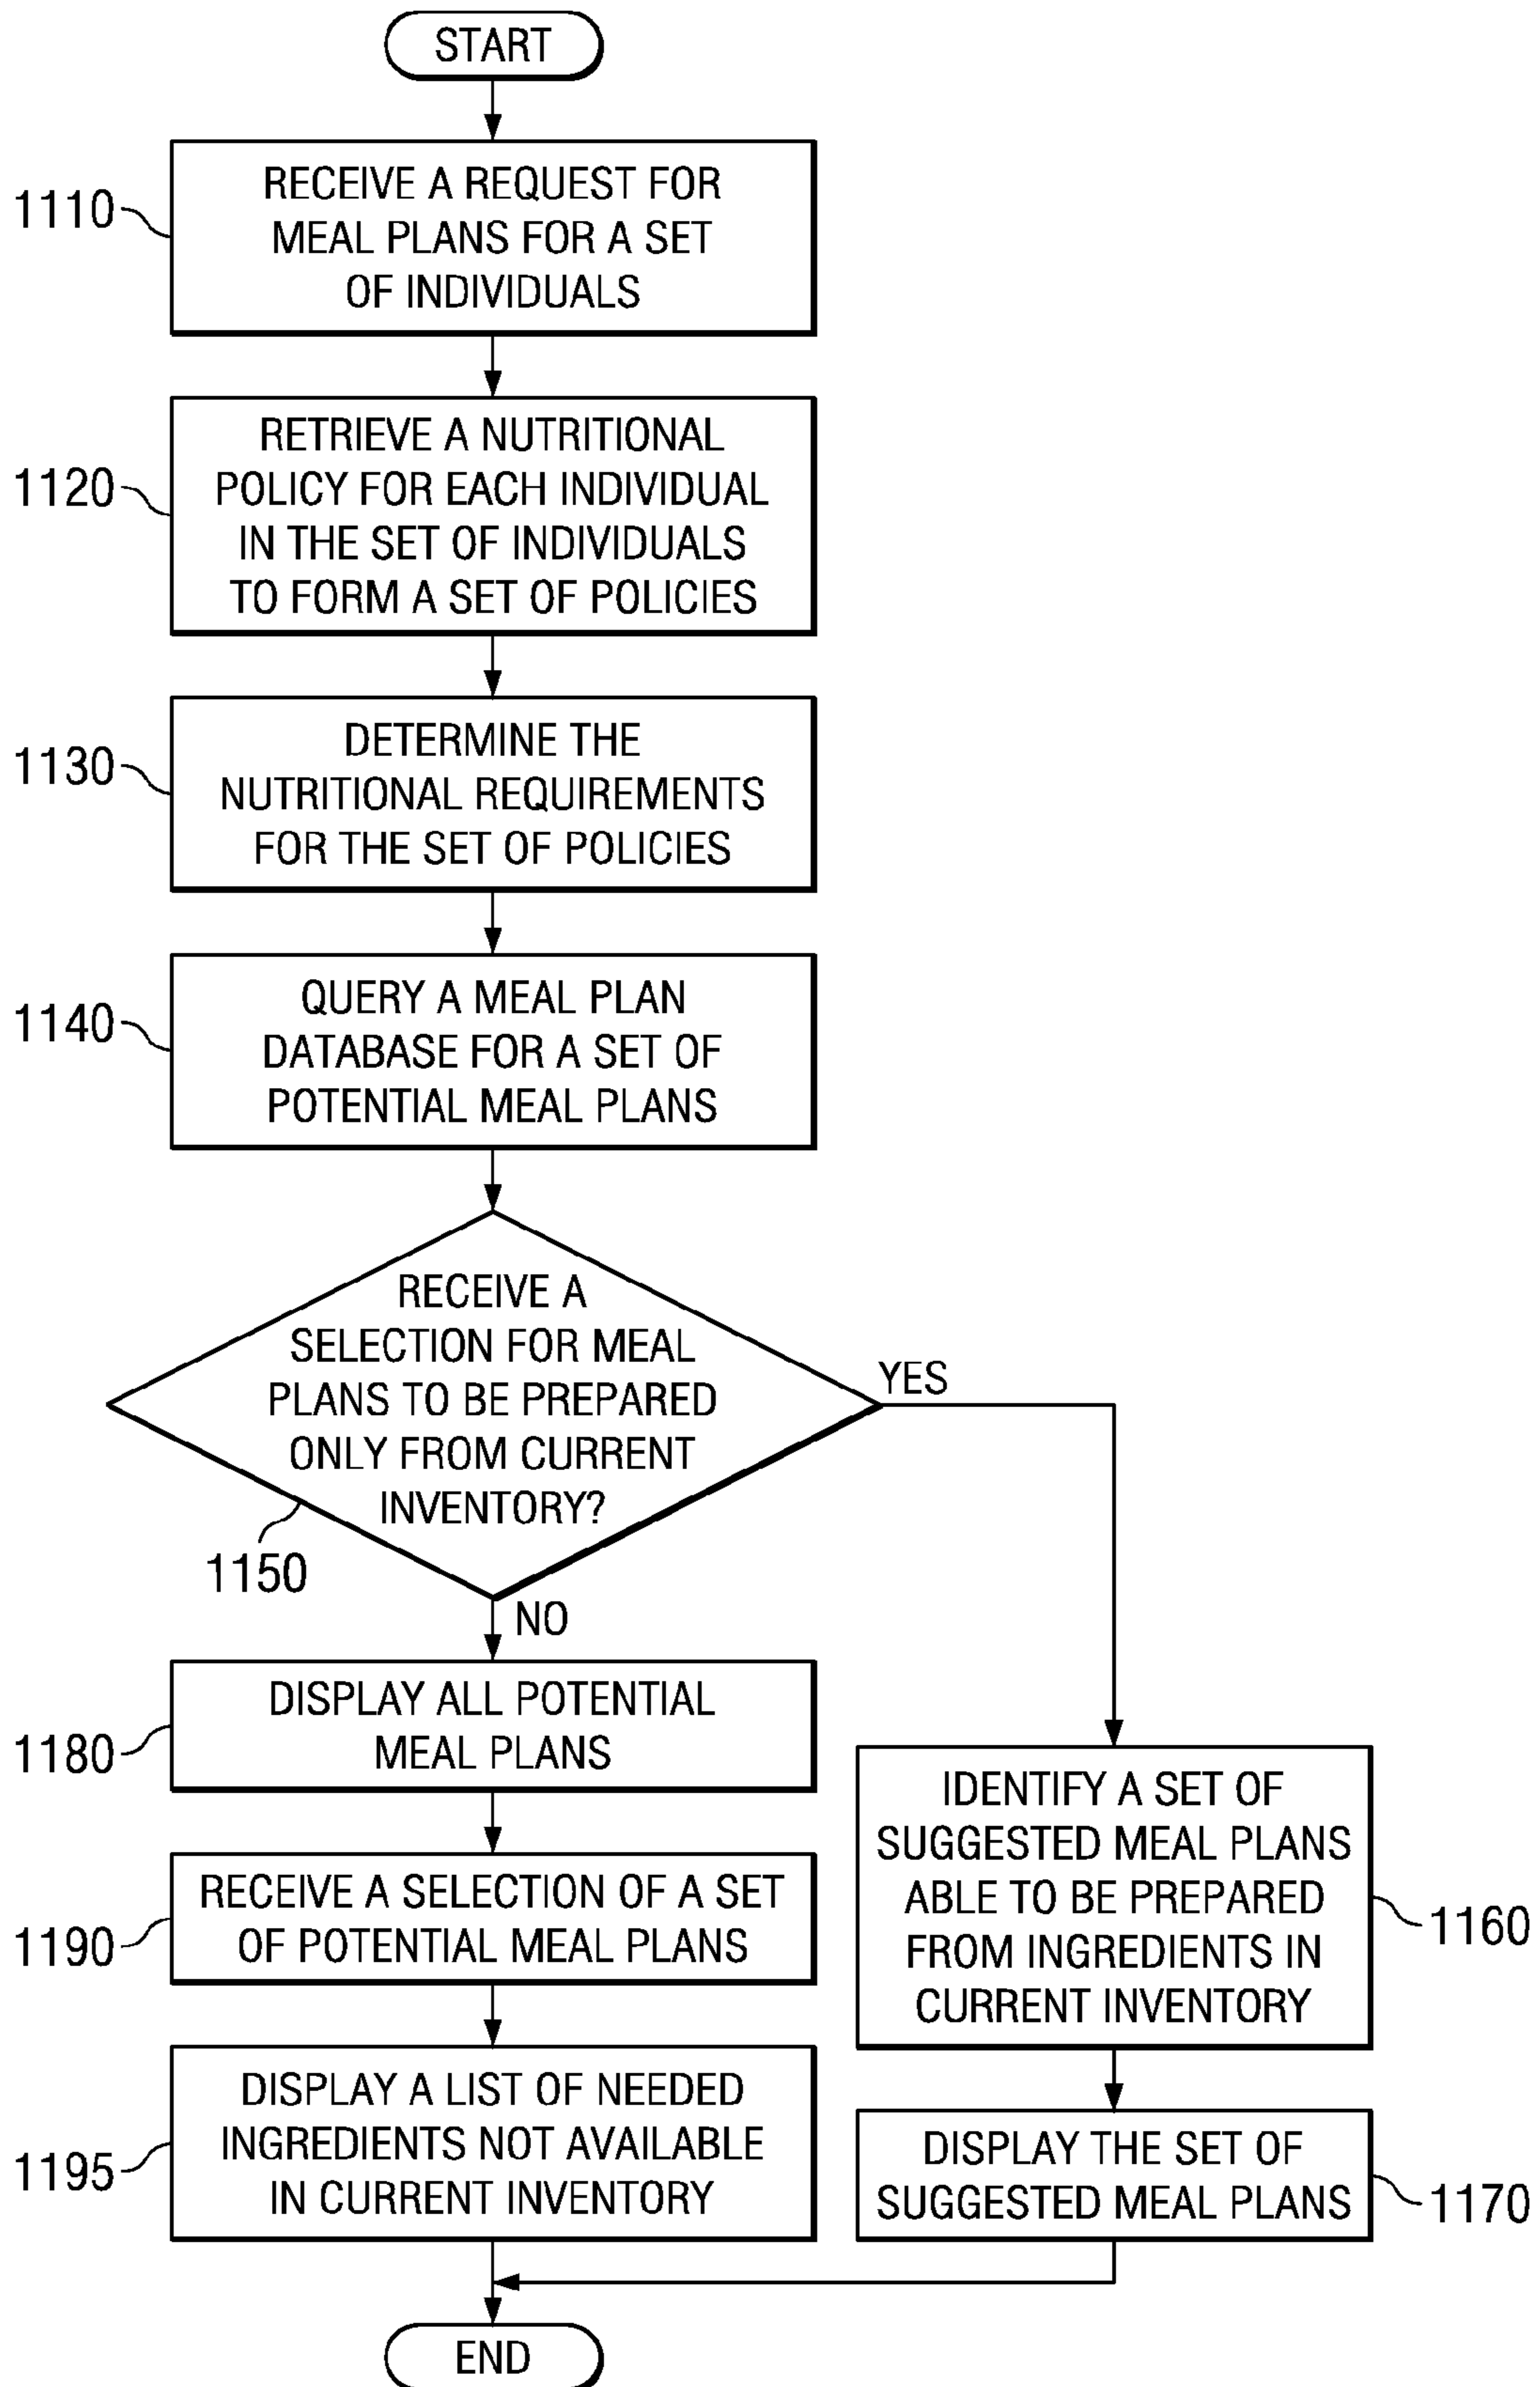 START
1110
RECEIVE A REQUEST FOR
MEAL PLANS FOR A SET
OF INDIVIDUALS
1120
RETRIEVE A NUTRITIONAL
POLICY FOR EACH INDIVIDUAL
IN THE SET OF INDIVIDUALS
TO FORM A SET OF POLICIES
1130
DETERMINE THE
NUTRITIONAL REQUIREMENTS
FOR THE SET OF POLICIES
1140
QUERY A MEAL PLAN
DATABASE FOR A SET OF
POTENTIAL MEAL PLANS
RECEIVE A
SELECTION FOR MEAL
PLANS TO BE PREPARED
ONLY FROM CURRENT
INVENTORY?
1150
YES
NO
1180
DISPLAY ALL POTENTIAL
MEAL PLANS
1190
RECEIVE A SELECTION OF A SET
OF POTENTIAL MEAL PLANS
1195
DISPLAY A LIST OF NEEDED
INGREDIENTS NOT AVAILABLE
IN CURRENT INVENTORY
IDENTIFY A SET OF
SUGGESTED MEAL PLANS
ABLE TO BE PREPARED
FROM INGREDIENTS IN
CURRENT INVENTORY
1160
DISPLAY THE SET OF
SUGGESTED MEAL PLANS
1170
END